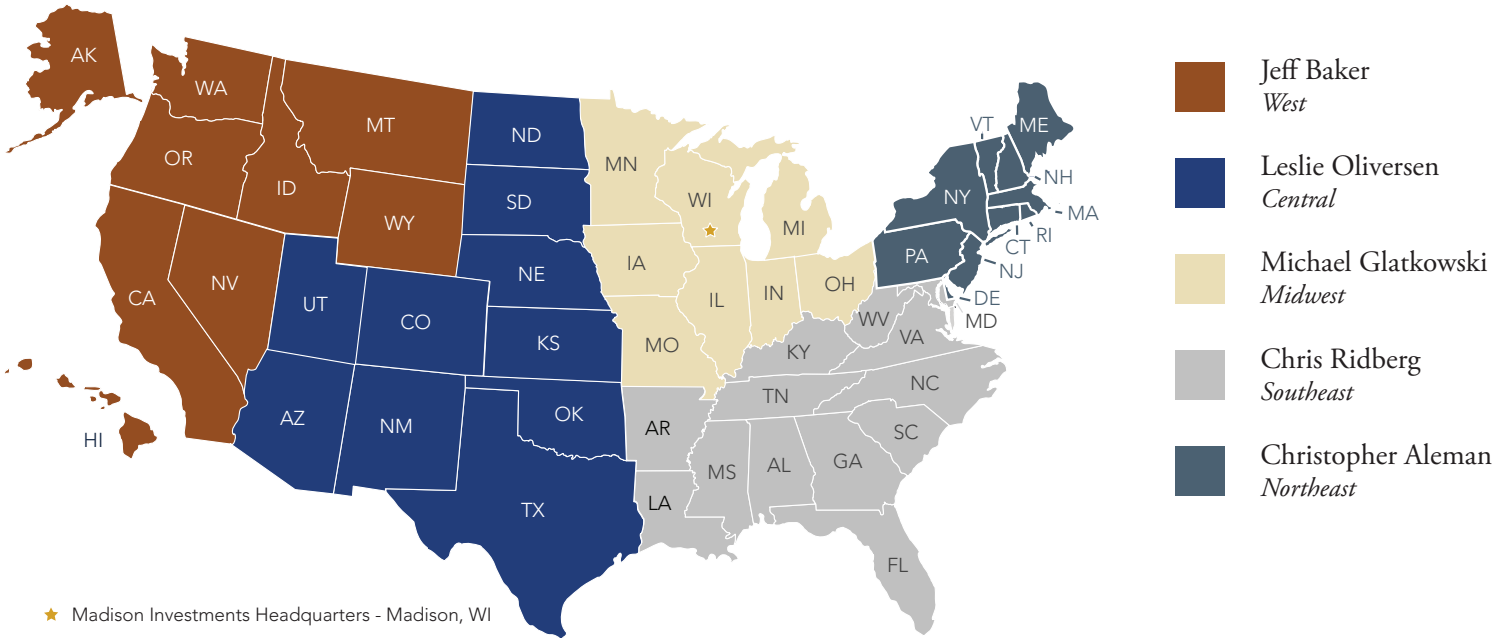 AK
WA
MT
ND
MN
VT
ME
OR
ID
SD
WI
NY
NH
MA
WY
MI
RI
CT
CA
NV
UT
CO
NE
IA
IL
IN
OH
PA
NJ
DE
MD
KS
MO
KY
WV
VA
HI
AZ
NM
OK
AR
TN
NC
SC
TX
LA
MS
AL
GA
FL
Madison Investments Headquarters - Madison, WI
Jeff Baker
West
Leslie Oliversen
Central
Michael Glatkowski
Midwest
Chris Ridberg
Southeast
Christopher Aleman
Northeast